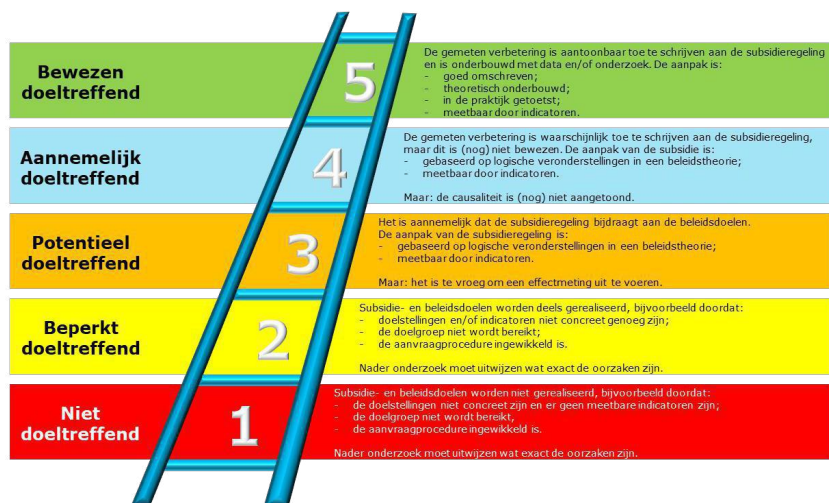 Bewezen
doeltreffend
5
De gemeten verbetering is aantoonbaar toe te schrijven aan de subsidieregeling
en is onderbouwd met data en/of onderzoek. De aanpak is:
- goed omschreven;
- theoretisch onderbouwd;
- in de praktijk getoetst;
- meetbaar door indicatoren.
Aannemelijk
doeltreffend
4
De gemeten verbetering is waarschijnlijk toe te schrijven aan de subsidieregeling,
maar dit is (nog) niet bewezen. De aanpak van de subsidie is:
- gebaseerd op logische veronderstellingen in een beleidstheorie;
- meetbaar door indicatoren.
Maar: de causaliteit is (nog) niet aangetoond.
Potentieel
doeltreffend
3
Het is aannemelijk dat de subsidieregeling bijdraagt aan de beleidsdoelen.
De aanpak van de subsidieregeling is:
- gebaseerd op logische veronderstellingen in een beleidstheorie;
- meetbaar door indicatoren.
Maar: het is te vroeg om een effectmeting uit te voeren.
Beperkt
doeltreffend
2
Subsidie- en beleidsdoelen worden deels gerealiseerd, bijvoorbeeld doordat:
- doelstellingen en/of indicatoren niet concreet genoeg zijn;
- de doelgroep niet wordt bereikt;
- de aanvraagprocedure ingewikkeld is.
Nader onderzoek moet uitwijzen wat exact de oorzaken zijn.
Niet
doeltreffend
1
Subsidie- en beleidsdoelen worden niet gerealiseerd, bijvoorbeeld doordat:
- de doelstellingen niet concreet zijn en er geen meetbare indicatoren zijn;
- de doelgroep niet wordt bereikt,
- de aanvraagprocedure ingewikkeld is.
Nader onderzoek moet uitwijzen wat exact de oorzaken zijn.